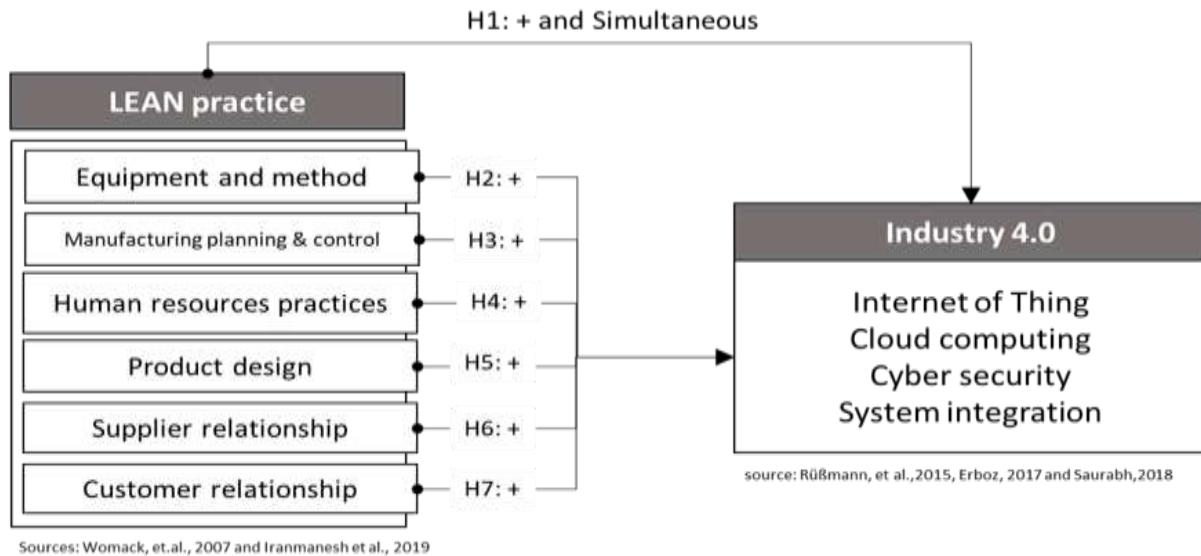 H1: + and Simultaneous
LEAN practice
Equipment and method
H2: +
Manufacturing planning & control
H3: +
Human resources practices
H4: +
Product design
H5: +
Supplier relationship
H6: +
Customer relationship
H7: +
Sources: Womack, et.al., 2007 and Iranmanesh et al., 2019
Industry 4.0
Internet of Thing
Cloud computing
Cyber security
System integration
source: Rüßmann, et al.,2015, Erboz, 2017 and Saurabh,2018